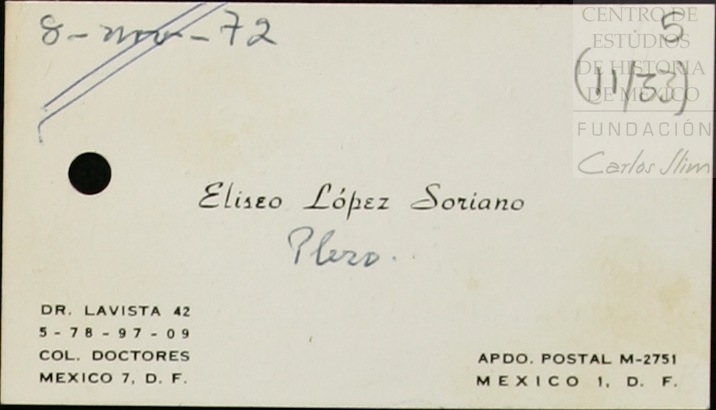 8-nov-72
5
(11/33)
CENTRO DE
ESTUDIOS
DE HISTORIA
DE MÉXICO
FUNDACIÓN
Carlos Slim
Eliseo López Soriano
DR. LAVISTA 42
5-78-97-09
COL. DOCTORES
MEXICO 7, D. F.
APDO. POSTAL M-2751
MEXICO 1, D. F.